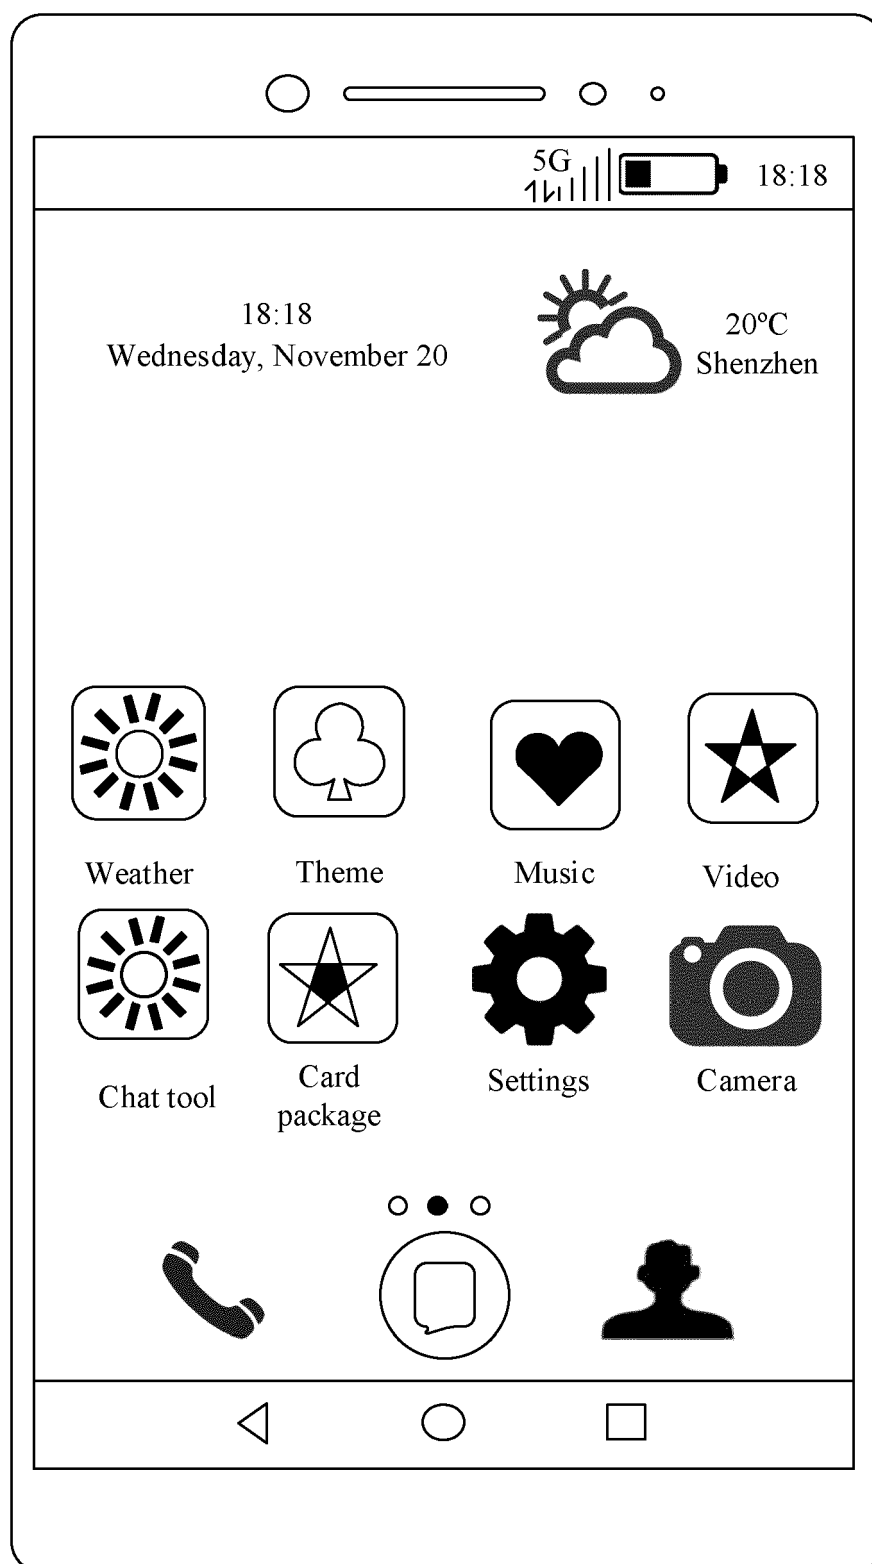 5G
18:18
18:18
Wednesday, November 20
20ºC
Shenzhen
Weather
Theme
Music
Video
Chat tool
Card
package
Settings
Camera